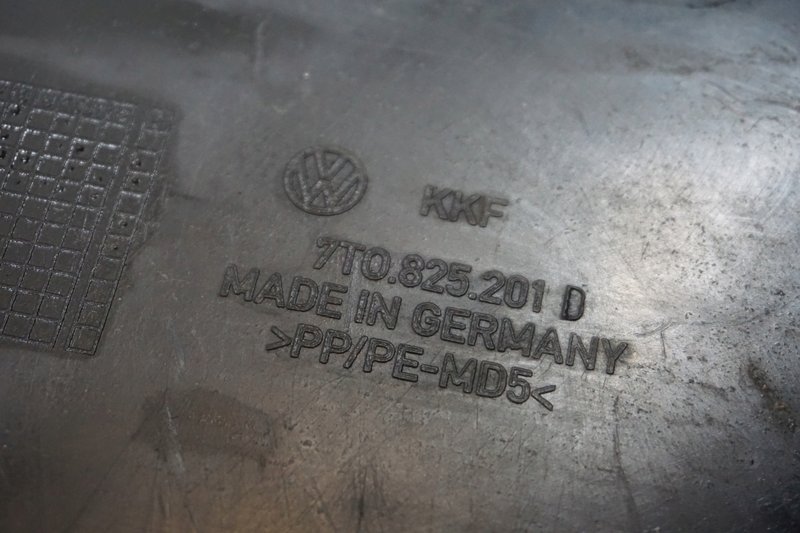 KKF
7T0.825.201 D
MADE IN GERMANY
>PP/PE-MD5<